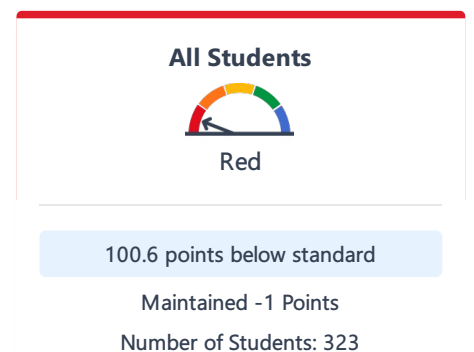 All Students
Red
100.6 points below standard
Maintained -1 Points
Number of Students: 323